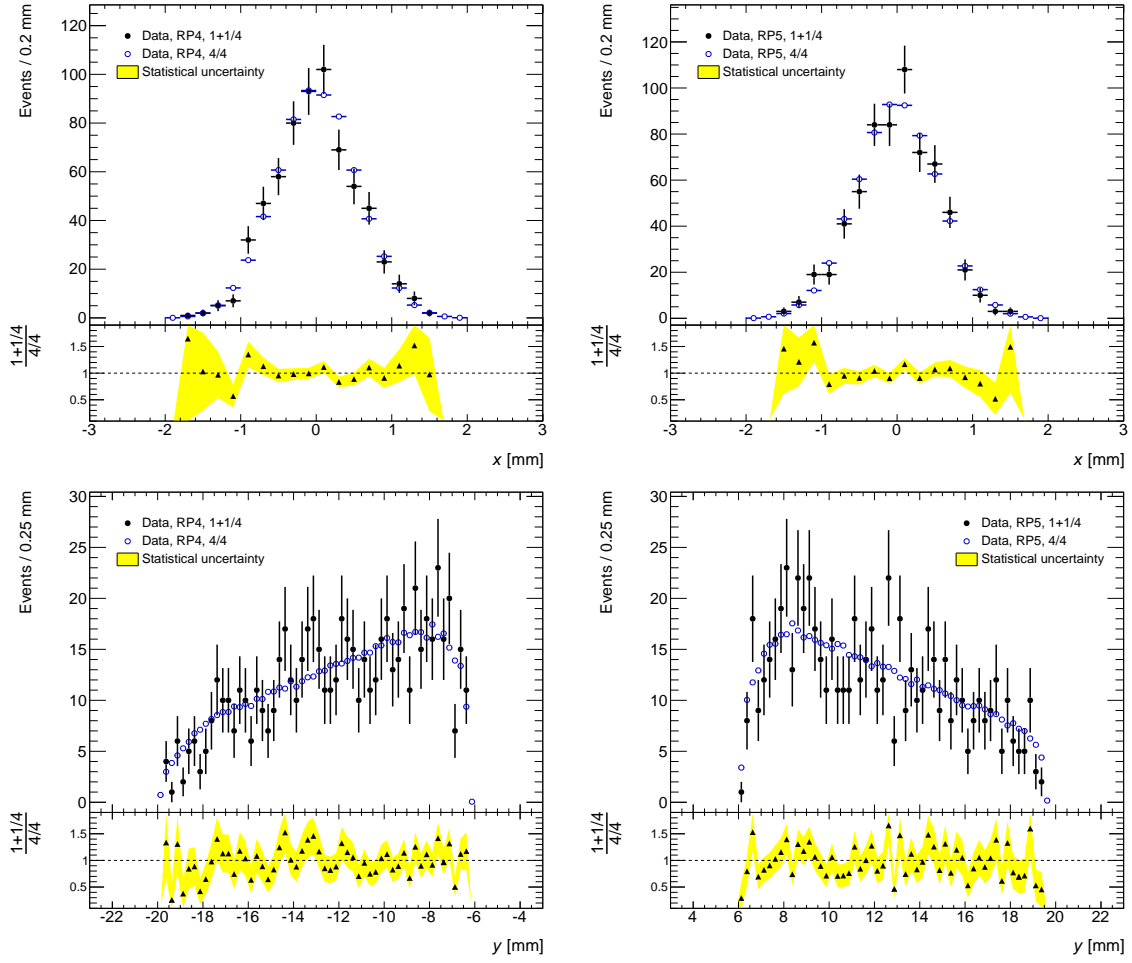 Events / 0.2 mm
120
100
80
60
40
20
0
Data, RP4, 1+1/4
Data, RP4, 4/4
Statistical uncertainty
1+1/4
4/4
1.5
1
0.5
-3 -2 -1 0 1 2 3
x [mm]
Events / 0.2 mm
120
100
80
60
40
20
0
Data, RP5, 1+1/4
Data, RP5, 4/4
Statistical uncertainty
1+1/4
4/4
1.5
1
0.5
-3 -2 -1 0 1 2 3
x [mm]
Events / 0.25 mm
30
25
20
15
10
5
0
Data, RP4, 1+1/4
Data, RP4, 4/4
Statistical uncertainty
1+1/4
4/4
1.5
1
0.5
-22 -20 -18 -16 -14 -12 -10 -8 -6 -4
y [mm]
Events / 0.25 mm
30
25
20
15
10
5
0
Data, RP5, 1+1/4
Data, RP5, 4/4
Statistical uncertainty
1+1/4
4/4
1.5
1
0.5
4 6 8 10 12 14 16 18 20 22
y [mm]